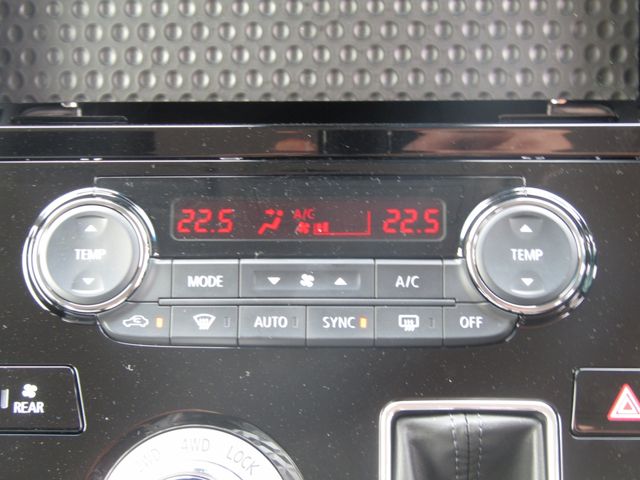 22.5 A/C 22.5
TEMP
TEMP
MODE A/C
AUTO SYNC OFF
REAR
4WD LOCK